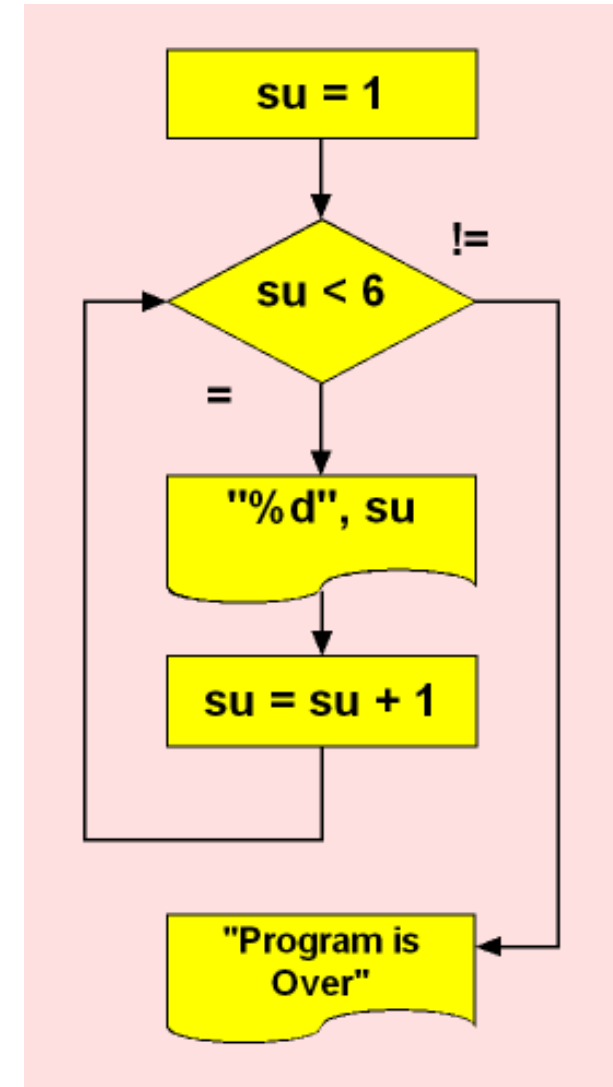 su = 1
!=
su < 6
=
"%d", su
su = su + 1
"Program is
Over"